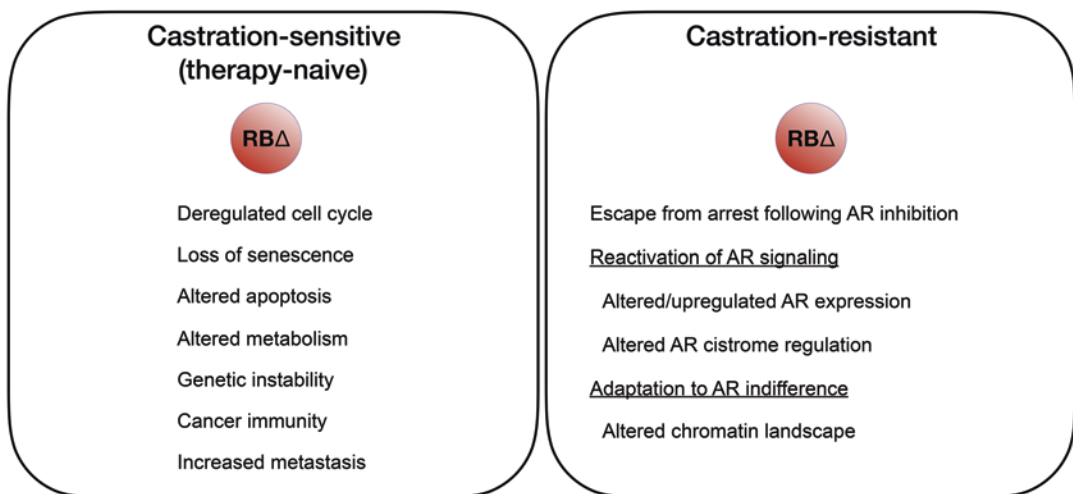 Castration-sensitive
(therapy-naive)
RBΔ
Deregulated cell cycle
Loss of senescence
Altered apoptosis
Altered metabolism
Genetic instability
Cancer immunity
Increased metastasis
Castration-resistant
RBΔ
Escape from arrest following AR inhibition
Reactivation of AR signaling
Altered/upregulated AR expression
Altered AR cistrome regulation
Adaptation to AR indifference
Altered chromatin landscape